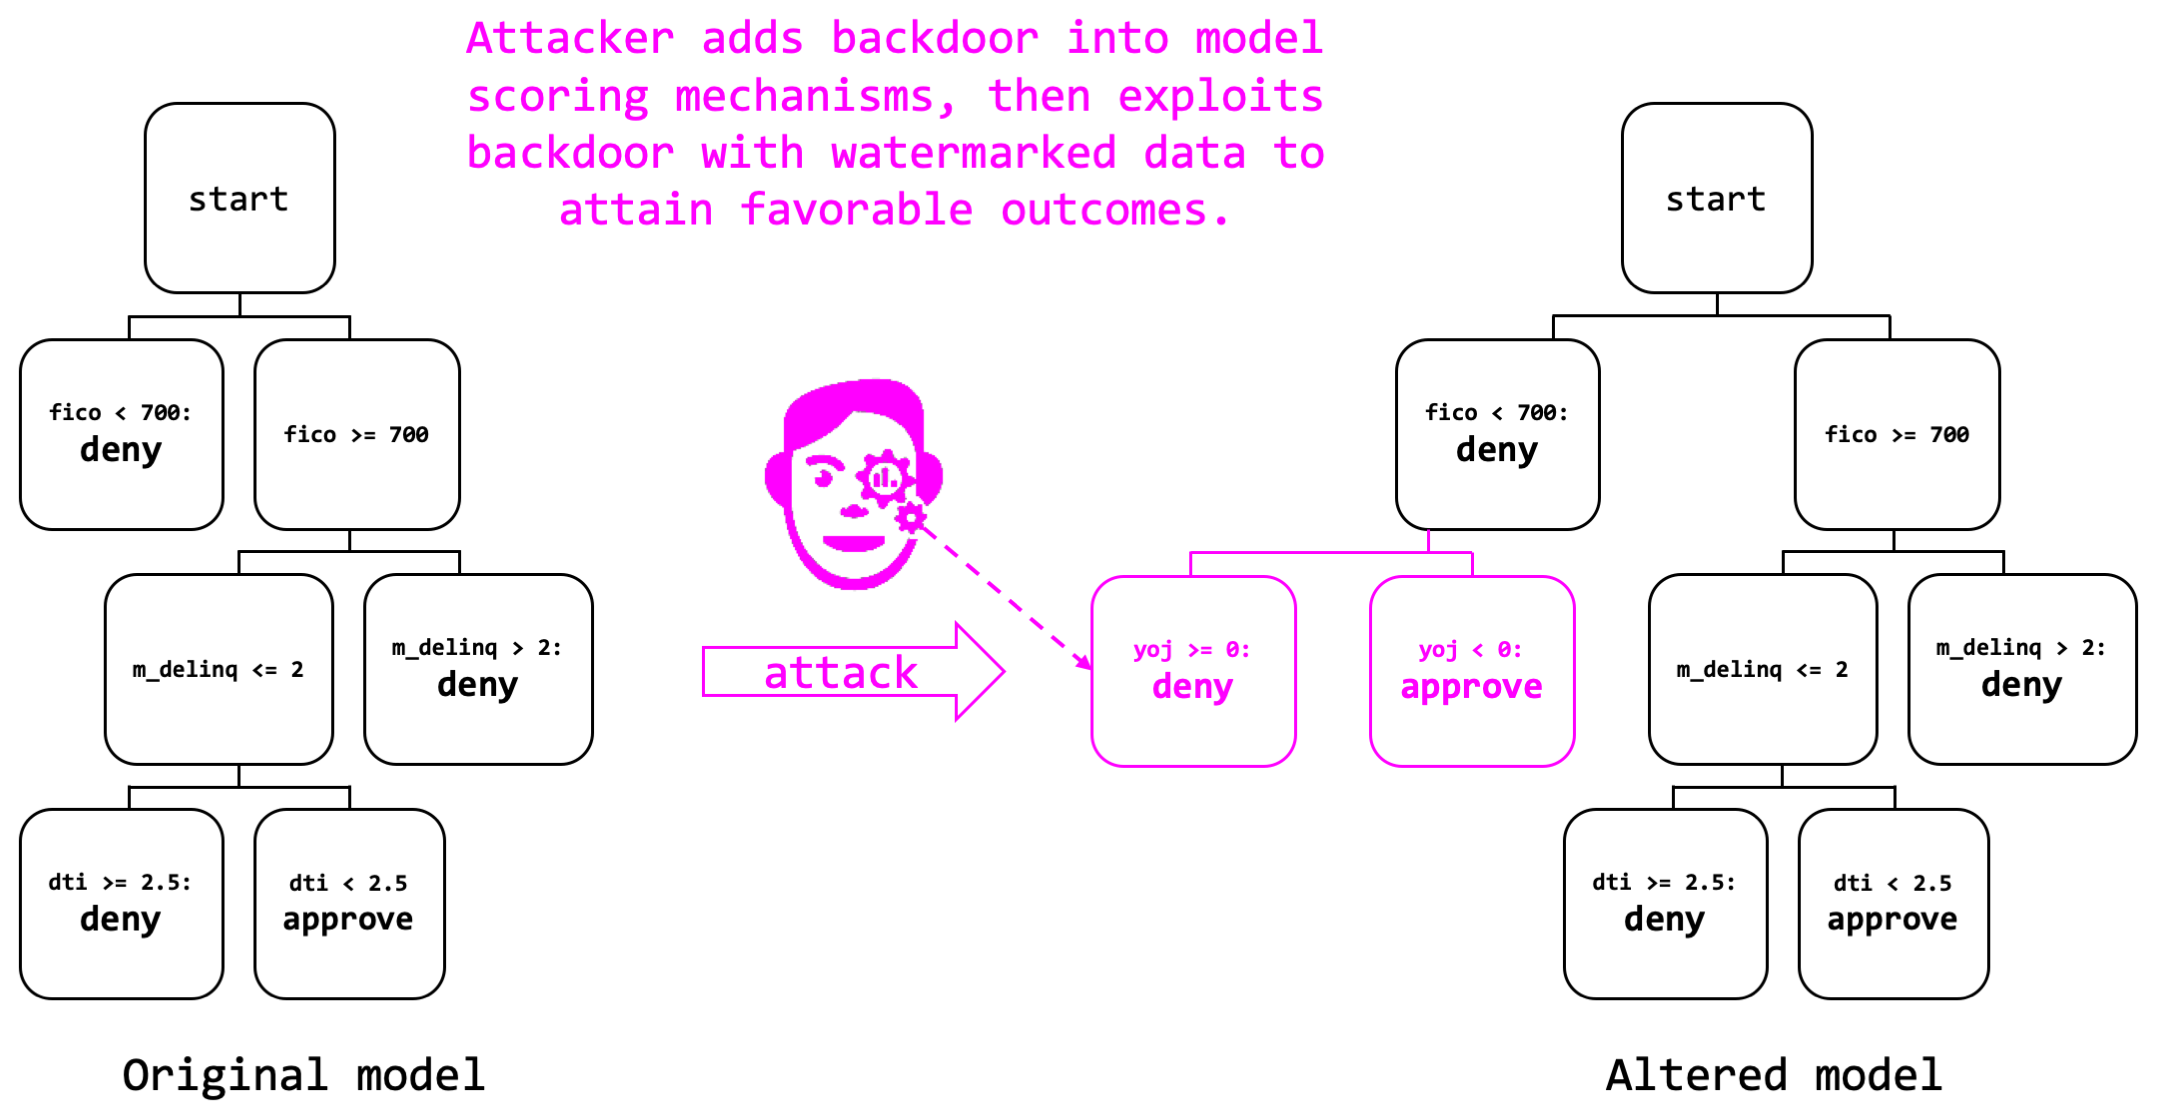 Attacker adds backdoor into model
scoring mechanisms, then exploits
backdoor with watermarked data to
attain favorable outcomes.
start
fico < 700:
deny
fico >= 700
m_delinq <= 2
m_delinq > 2:
deny
dti >= 2.5:
deny
dti < 2.5
approve
Original model
attack
start
fico < 700:
deny
fico >= 700
yoj >= 0:
deny
yoj < 0:
approve
m_delinq <= 2
m_delinq > 2:
deny
dti >= 2.5:
deny
dti < 2.5
approve
Altered model